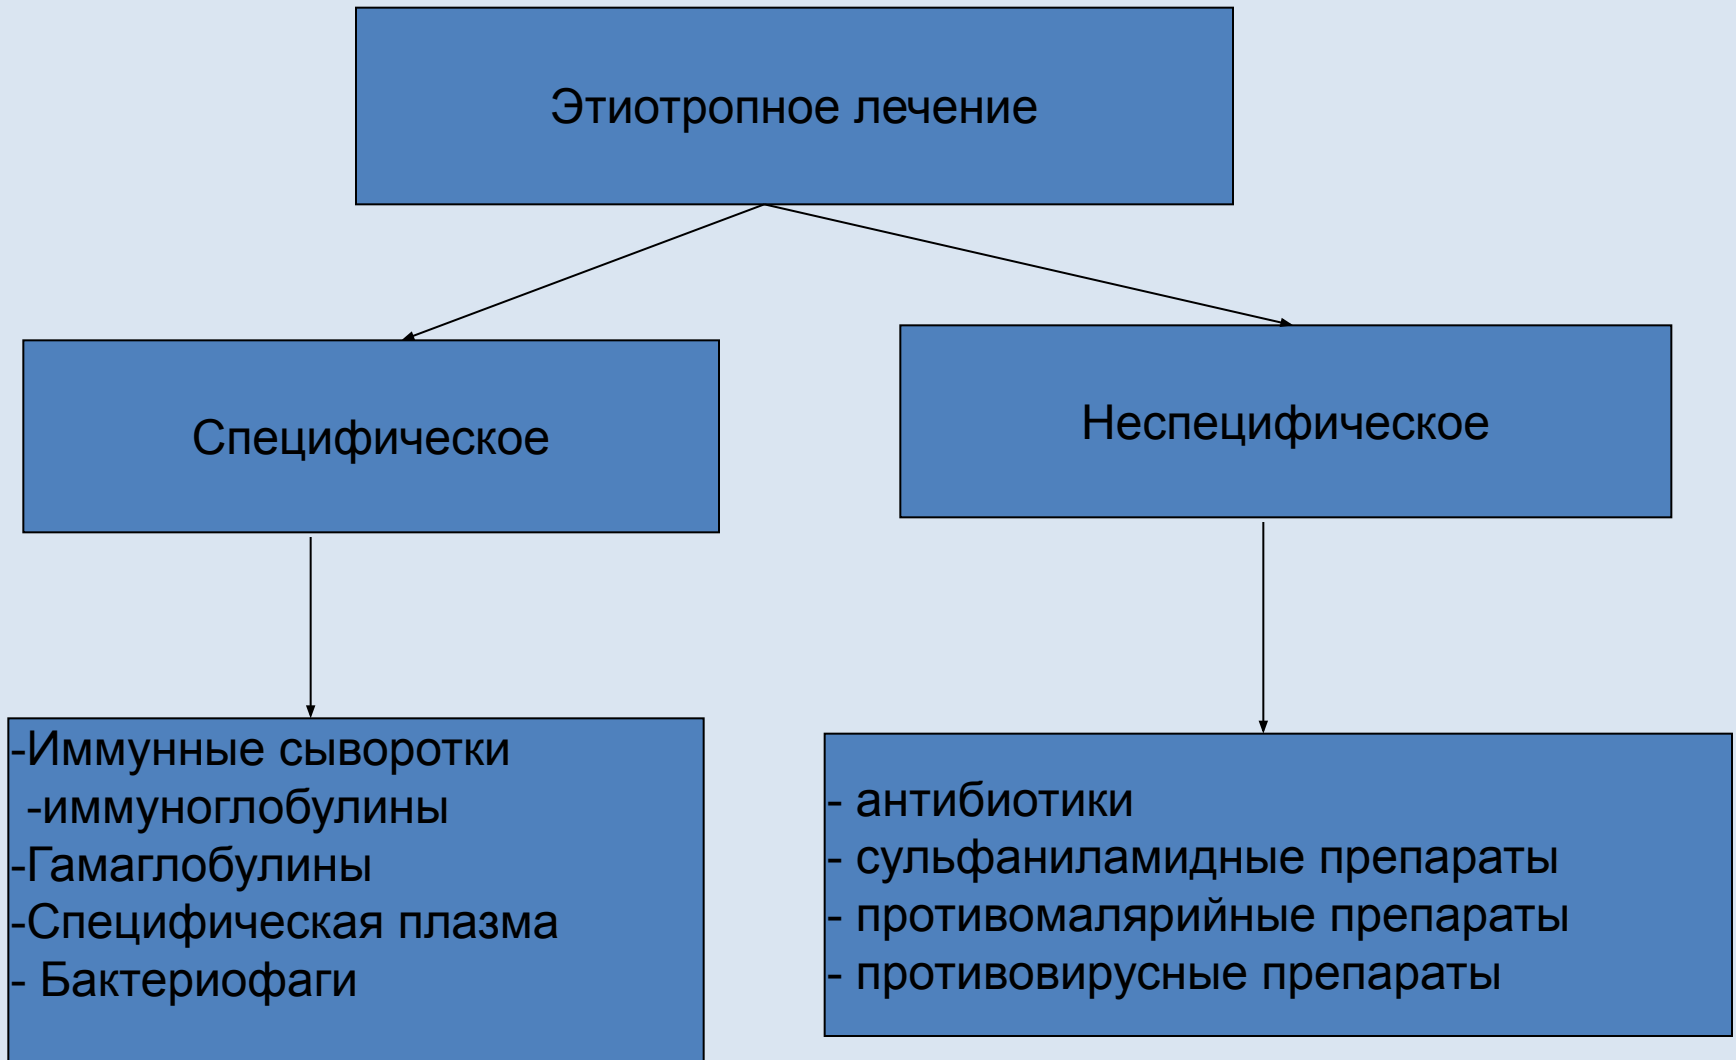 Этиотропное лечение
Специфическое
Неспецифическое
-Иммунные сыворотки
-иммуноглобулины
-Гамаглобулины
-Специфическая плазма
- Бактериофаги
- антибиотики
- сульфаниламидные препараты
- противомалярийные препараты
- противовирусные препараты